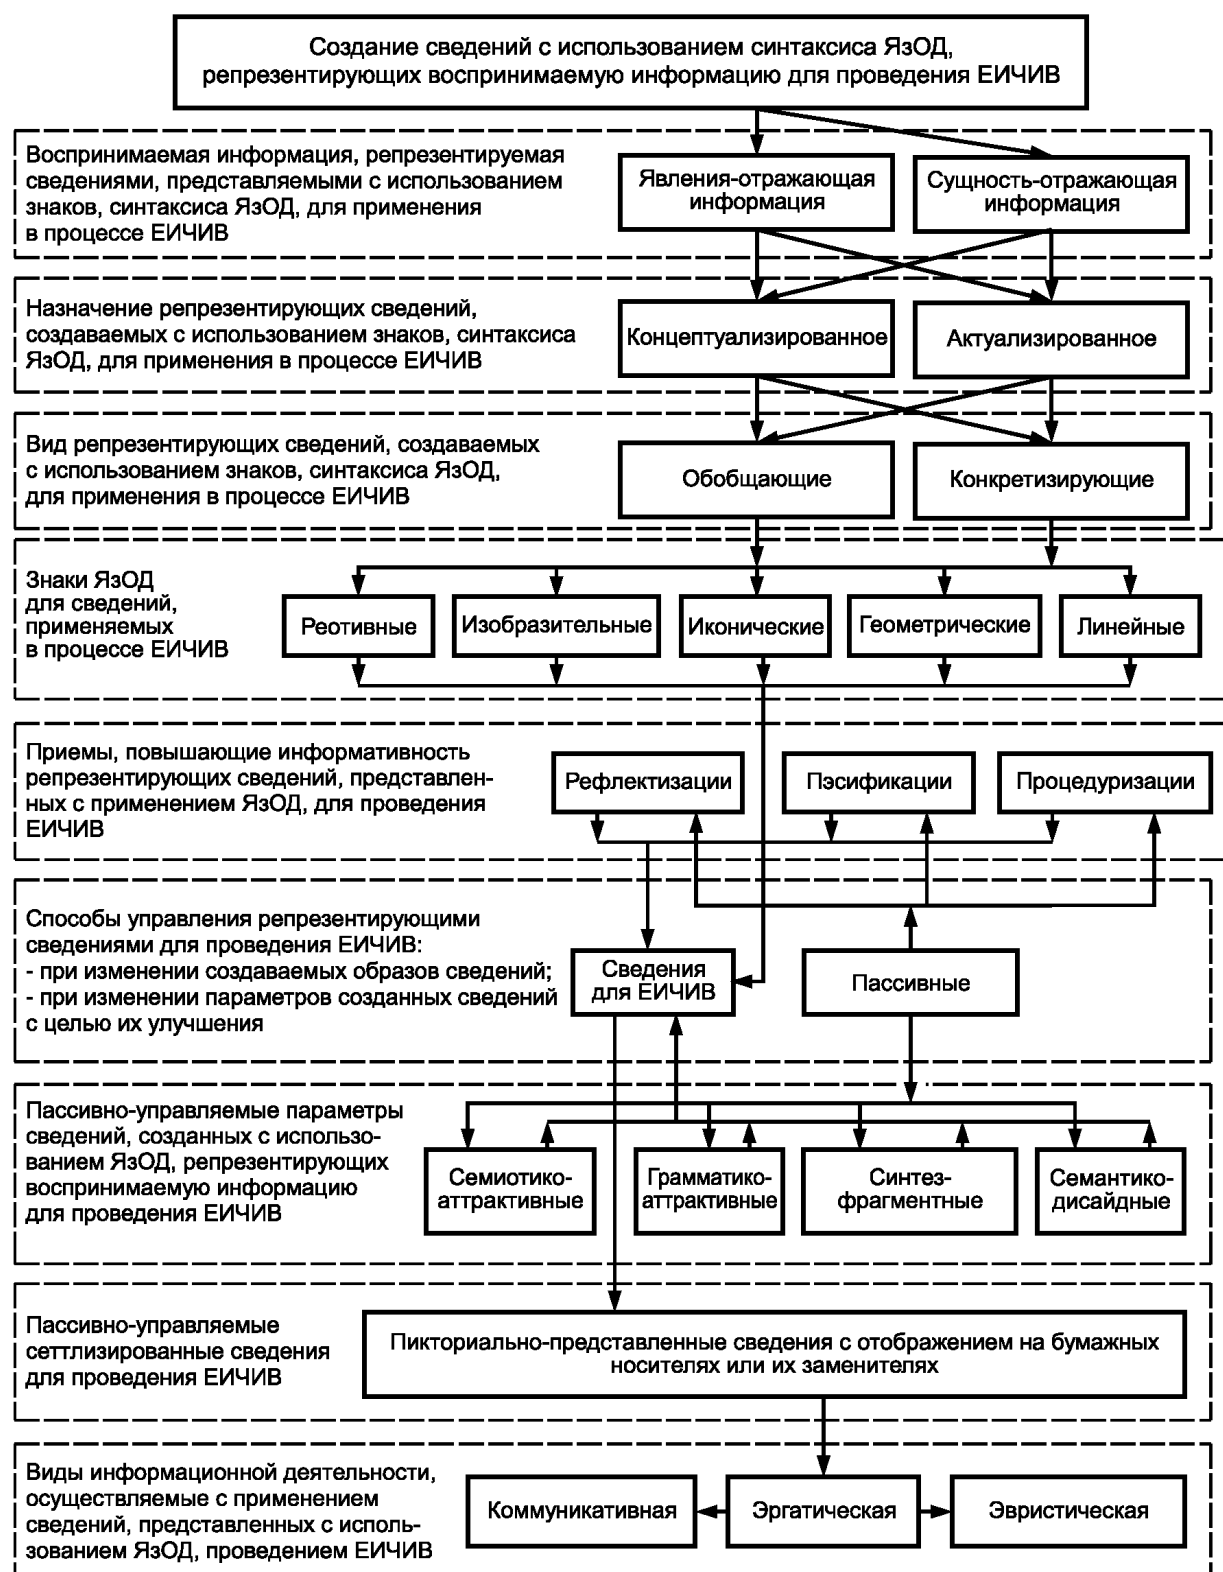 Создание сведений с использованием синтаксиса ЯзОД,
репрезентирующих воспринимаемую информацию для проведения ЕИЧИВ
Воспринимаемая информация, репрезентируемая
сведениями, представляемыми с использованием
знаков, синтаксиса ЯзОД, для применения
в процессе ЕИЧИВ
Явления-отражающая
информация
Сущность-отражающая
информация
Назначение репрезентирующих сведений,
создаваемых с использованием знаков, синтаксиса
ЯзОД, для применения в процессе ЕИЧИВ
Концептуализированное
Актуализированное
Вид репрезентирующих сведений, создаваемых
с использованием знаков, синтаксиса ЯзОД,
для применения в процессе ЕИЧИВ
Обобщающие
Конкретизирующие
Знаки ЯзОД
для сведений,
применяемых
в процессе ЕИЧИВ
Реотивные
Изобразительные
Иконические
Геометрические
Линейные
Приемы, повышающие информативность
репрезентирующих сведений, представлен-
ных с применением ЯзОД, для проведения
ЕИЧИВ
Рефлектизации
Пэсификации
Процедуризации
Способы управления репрезентирующими
сведениями для проведения ЕИЧИВ:
- при изменении создаваемых образов сведений;
- при изменении параметров созданных сведений
с целью их улучшения
Сведения
для ЕИЧИВ
Пассивные
Пассивно-управляемые параметры
сведений, созданных с использо-
ванием ЯзОД, репрезентирующих
воспринимаемую информацию
для проведения ЕИЧИВ
Семиотико-
аттрактивные
Грамматико-
аттрактивные
Синтез-
фрагментные
Семантико-
дисайдные
Пассивно-управляемые
сеттлизированные сведения
для проведения ЕИЧИВ
Пикториально-представленные сведения с отображением на бумажных
носителях или их заменителях
Виды информационной деятельности,
осуществляемые с применением
сведений, представленных с исполь-
зованием ЯзОД, проведением ЕИЧИВ
Коммуникативная
Эргатическая
Эвристическая